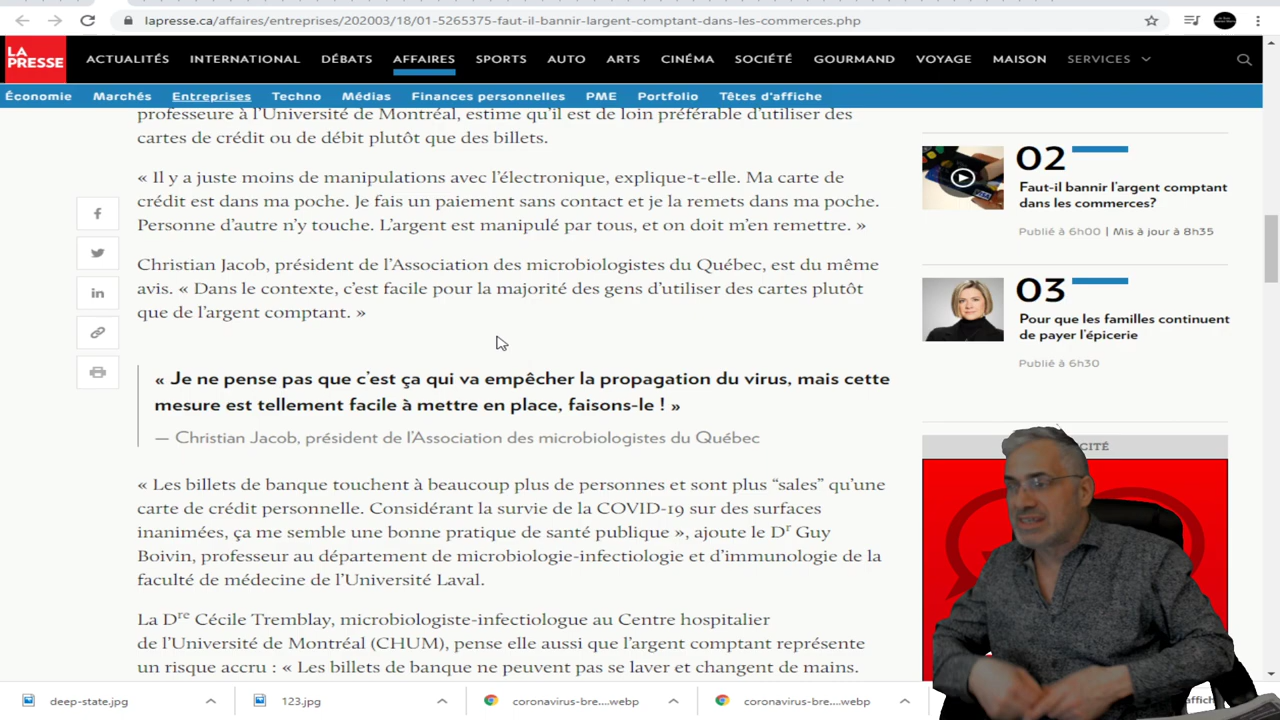 lapresse.ca/affaires/entreprises/202003/18/01-5265375-faut-il-bannir-largent-comptant-dans-les-commerces.php
LA
PRESSE
ACTUALITÉS INTERNATIONAL DÉBATS AFFAIRES SPORTS AUTO ARTS CINÉMA SOCIÉTÉ GOURMAND VOYAGE MAISON SERVICES
Économie Marchés Entreprises Techno Médias Finances personnelles PME Portfolio Têtes d'affiche
professeure à l'Université de Montréal, estime qu'il est de loin préférable d'utiliser des
cartes de crédit ou de débit plutôt que des billets.
« Il y a juste moins de manipulations avec l'électronique, explique-t-elle. Ma carte de
crédit est dans ma poche. Je fais un paiement sans contact et je la remets dans ma poche.
Personne d'autre n'y touche. L'argent est manipulé par tous, et on doit m'en remettre. »
Christian Jacob, président de l'Association des microbiologistes du Québec, est du même
avis. « Dans le contexte, c'est facile pour la majorité des gens d'utiliser des cartes plutôt
que de l'argent comptant. »
« Je ne pense pas que c'est ça qui va empêcher la propagation du virus, mais cette
mesure est tellement facile à mettre en place, faisons-le ! »
— Christian Jacob, président de l'Association des microbiologistes du Québec
« Les billets de banque touchent à beaucoup plus de personnes et sont plus "sales" qu'une
carte de crédit personnelle. Considérant la survie de la COVID-19 sur des surfaces
inanimées, ça me semble une bonne pratique de santé publique », ajoute le Dr Guy
Boivin, professeur au département de microbiologie-infectiologie et d'immunologie de la
faculté de médecine de l'Université Laval.
La Dre Cécile Tremblay, microbiologiste-infectiologue au Centre hospitalier
de l'Université de Montréal (CHUM), pense elle aussi que l'argent comptant représente
un risque accru : « Les billets de banque ne peuvent pas se laver et changent de mains.
02
Faut-il bannir l'argent comptant
dans les commerces?
Publié à 6h00 | Mis à jour à 8h35
03
Pour que les familles continuent
de payer l'épicerie
Publié à 6h30
CITÉ
deep-state.jpg 123.jpg coronavirus-bre....webp coronavirus-bre....webp